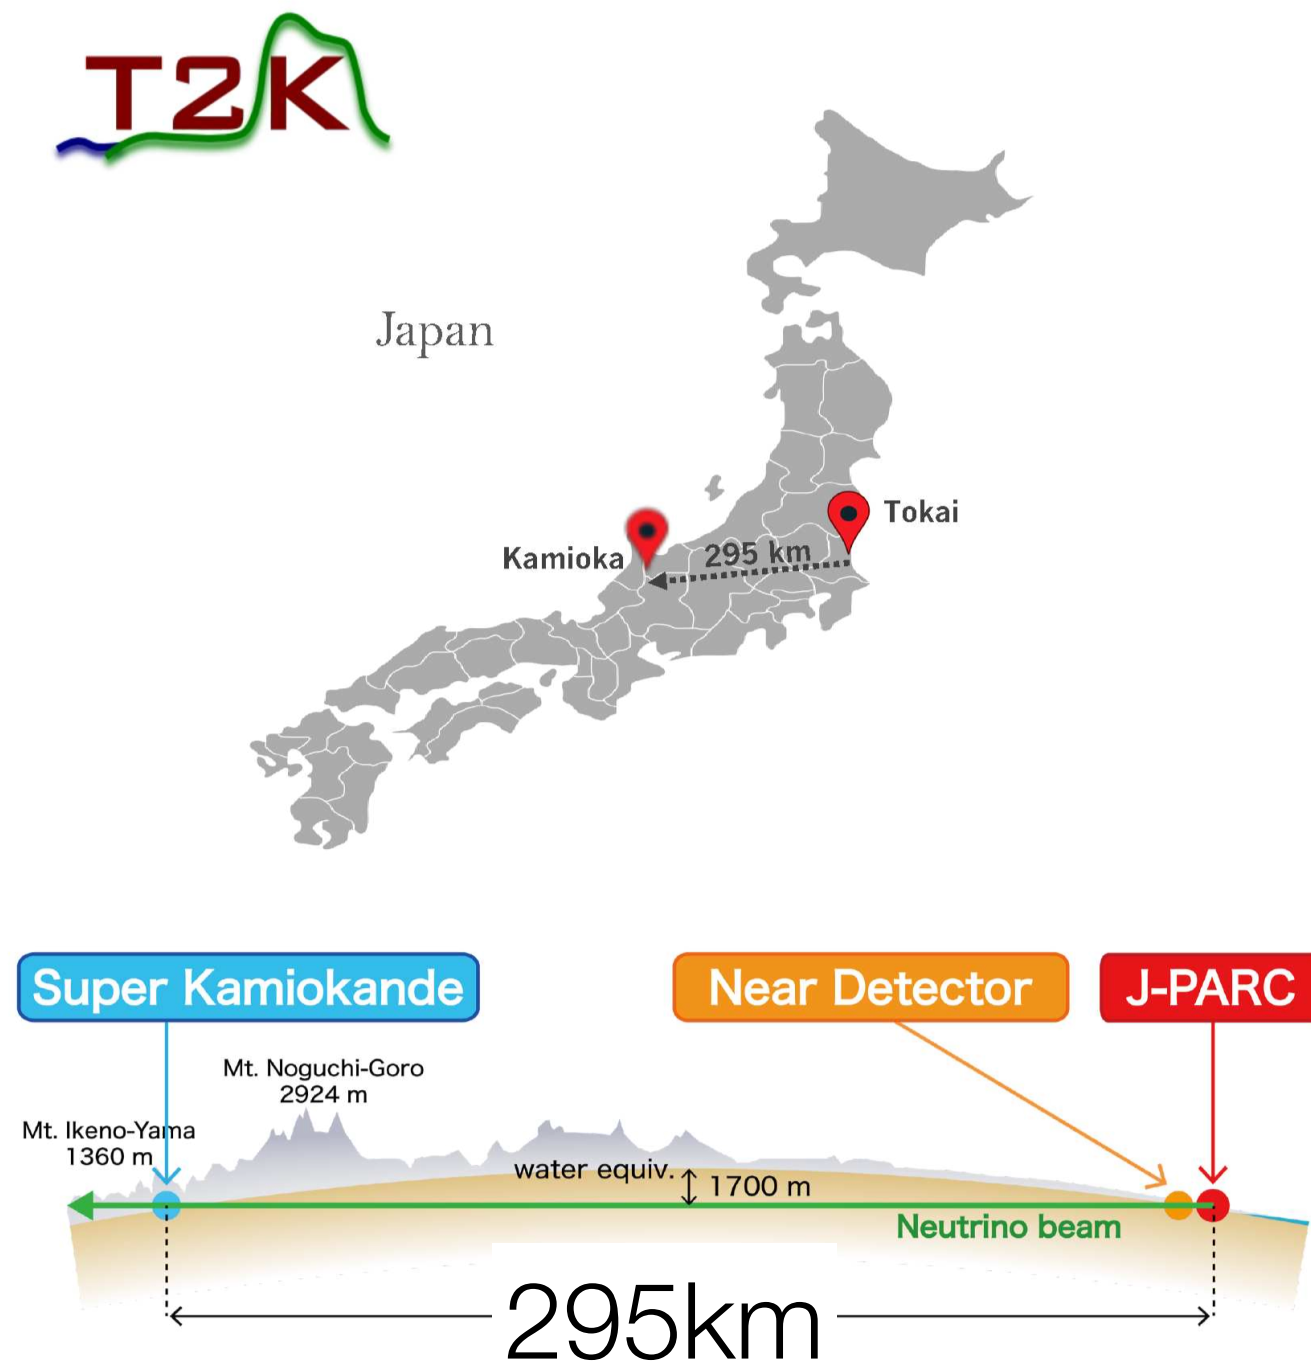 T2K
Japan
Tokai
295 km
Kamioka
Super Kamiokande
Near Detector
J-PARC
Mt. Noguchi-Goro
2924 m
Mt. Ikeno-Yama
1360 m
water equiv.
1700 m
Neutrino beam
295km